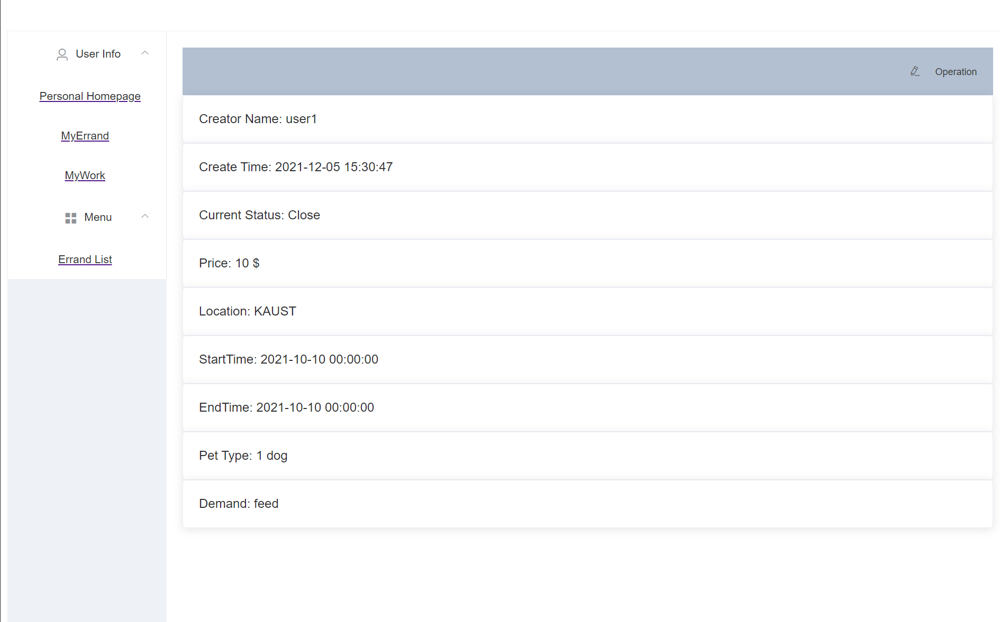 User Info
Personal Homepage
MyErrand
MyWork
Menu
Errand List
Operation
Creator Name: user1
Create Time: 2021-12-05 15:30:47
Current Status: Close
Price: 10 $
Location: KAUST
StartTime: 2021-10-10 00:00:00
EndTime: 2021-10-10 00:00:00
Pet Type: 1 dog
Demand: feed